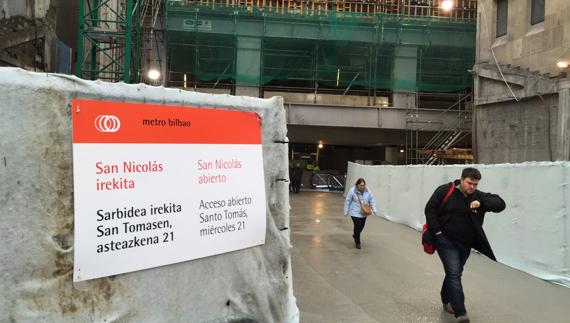 metro bilbao
San Nicolás
irekita
Sarbidea irekita
San Tomasen,
asteazkena 21
San Nicolás
abierto
Acceso abierto
Santo Tomás,
miércoles 21